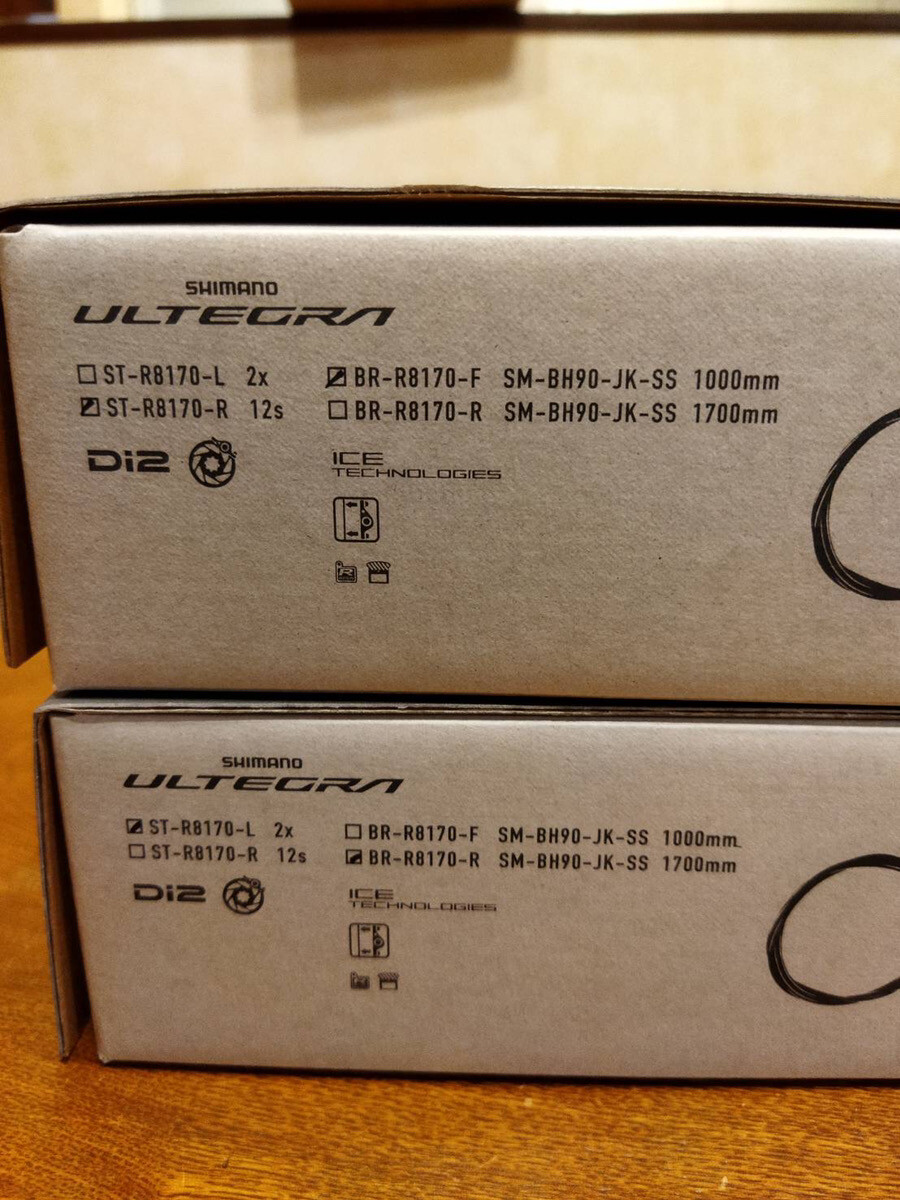 SHIMANO
ULTEGRA
ST-R8170-L 2x BR-R8170-F SM-BH90-JK-SS 1000mm
ST-R8170-R 12s BR-R8170-R SM-BH90-JK-SS 1700mm
Di2 ICE
TECHNOLOGIES
R
SHIMANO
ULTEGRA
ST-R8170-L 2x BR-R8170-F SM-BH90-JK-SS 1000mm
ST-R8170-R 12s BR-R8170-R SM-BH90-JK-SS 1700mm
Di2 ICE
TECHNOLOGIES